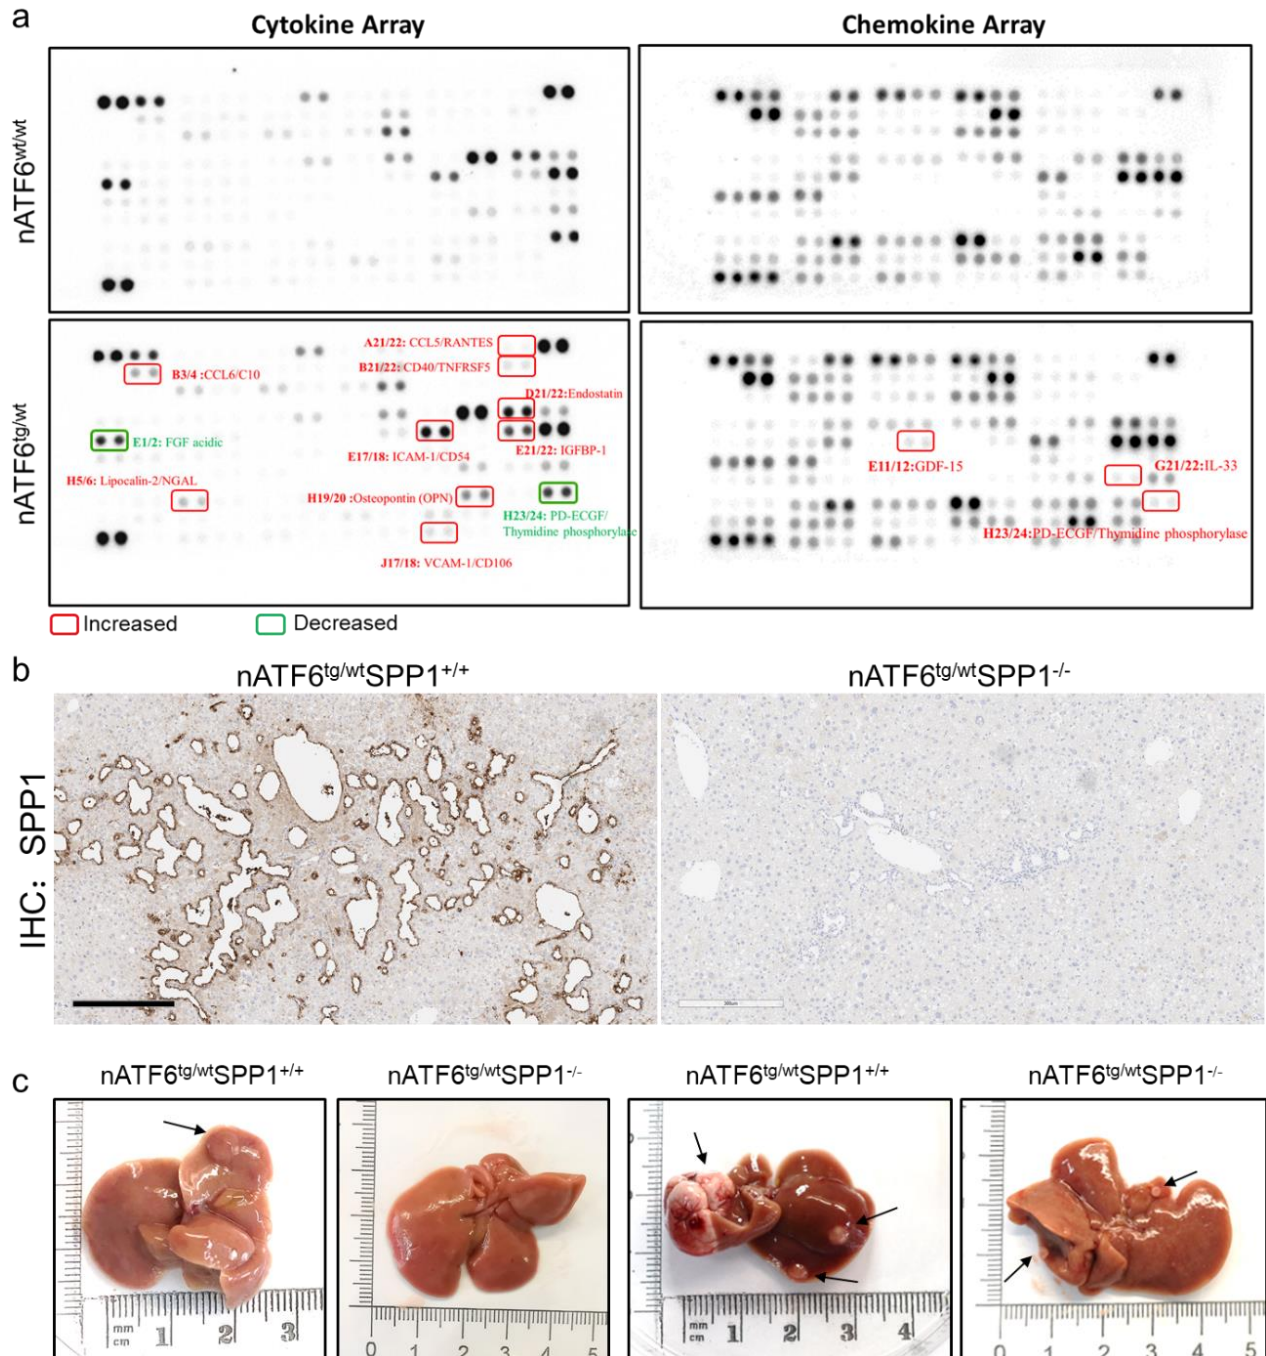 a
Cytokine Array
Chemokine Array
nATF6wt/wt
nATF6tg/wt
A21/22: CCL5/RANTES
B21/22: CD40/TNFRSF5
B3/4 :CCL6/C10
D21/22:Endostatin
E1/2: FGF acidic
E17/18: ICAM-1/CD54
E21/22: IGFBP-1
H5/6: Lipocalin-2/NGAL
H19/20 :Osteopontin (OPN)
H23/24: PD-ECGF/
Thymidine phosphorylase
J17/18: VCAM-1/CD106
E11/12:GDF-15
G21/22:IL-33
H23/24:PD-ECGF/Thymidine phosphorylase
Increased
Decreased
b
nATF6tg/wtSPP1+/+
nATF6tg/wtSPP1-/-
IHC: SPP1
c
nATF6tg/wtSPP1+/+
nATF6tg/wtSPP1-/-
nATF6tg/wtSPP1+/+
nATF6tg/wtSPP1-/-
mm
cm
1 2 3
0 1 2 3 4 5
mm
cm
1 2 3 4
0 1 2 3 4 5